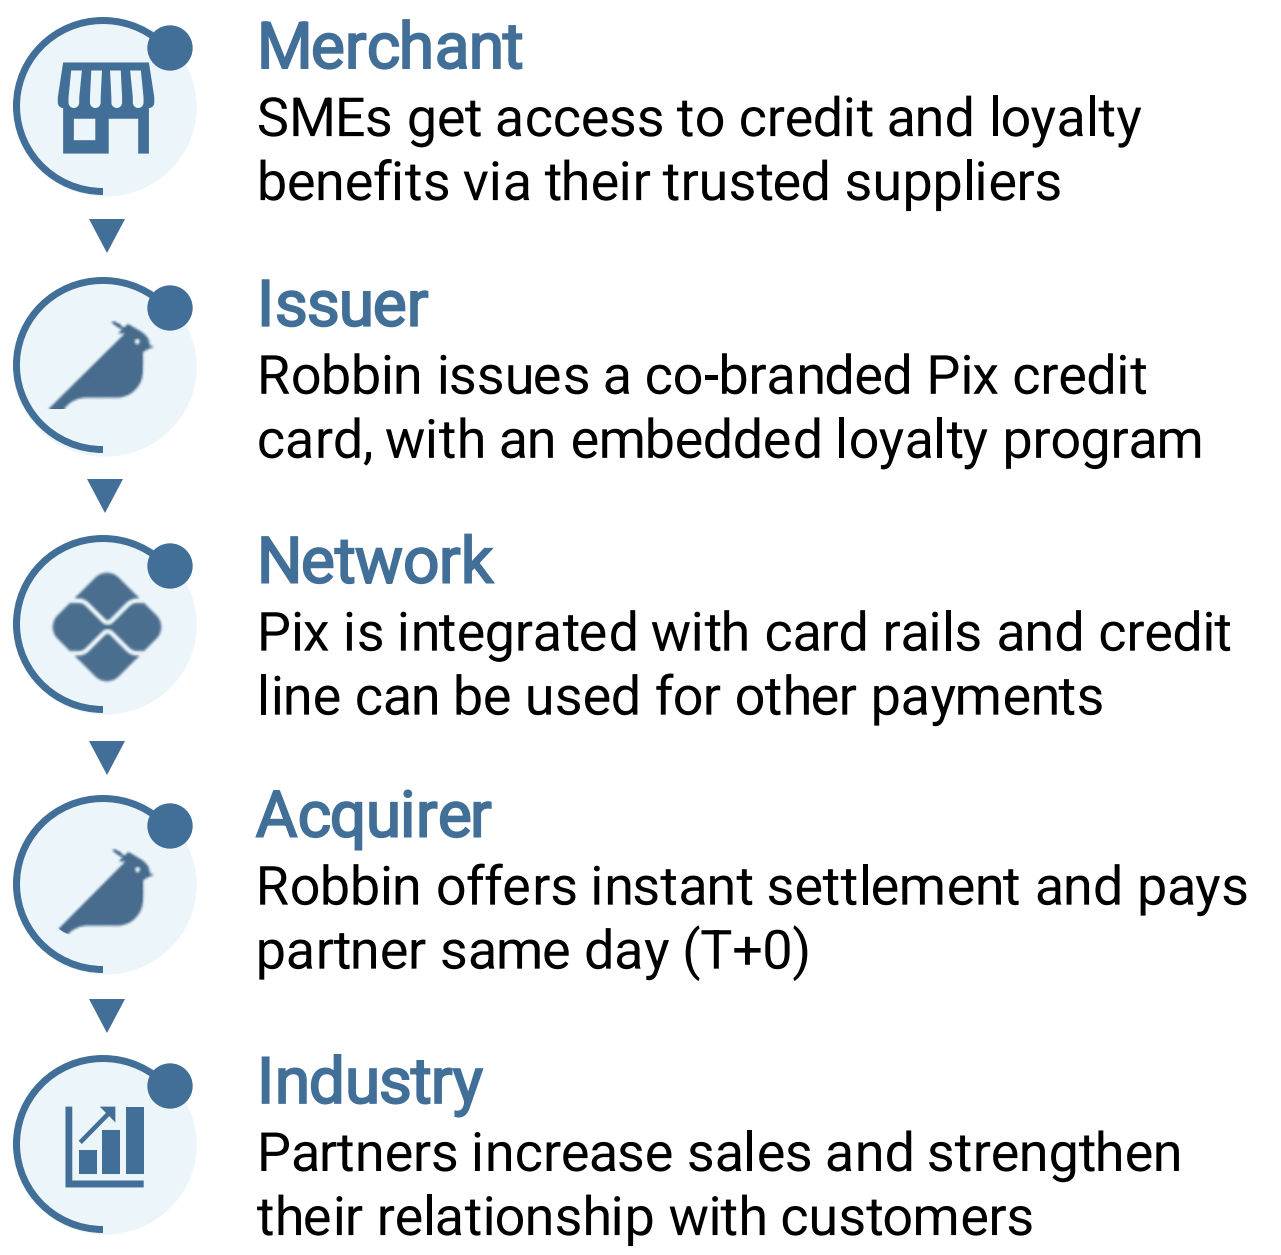 Merchant
SMEs get access to credit and loyalty
benefits via their trusted suppliers
Issuer
Robbin issues a co-branded Pix credit
card, with an embedded loyalty program
Network
Pix is integrated with card rails and credit
line can be used for other payments
Acquirer
Robbin offers instant settlement and pays
partner same day (T+0)
Industry
Partners increase sales and strengthen
their relationship with customers